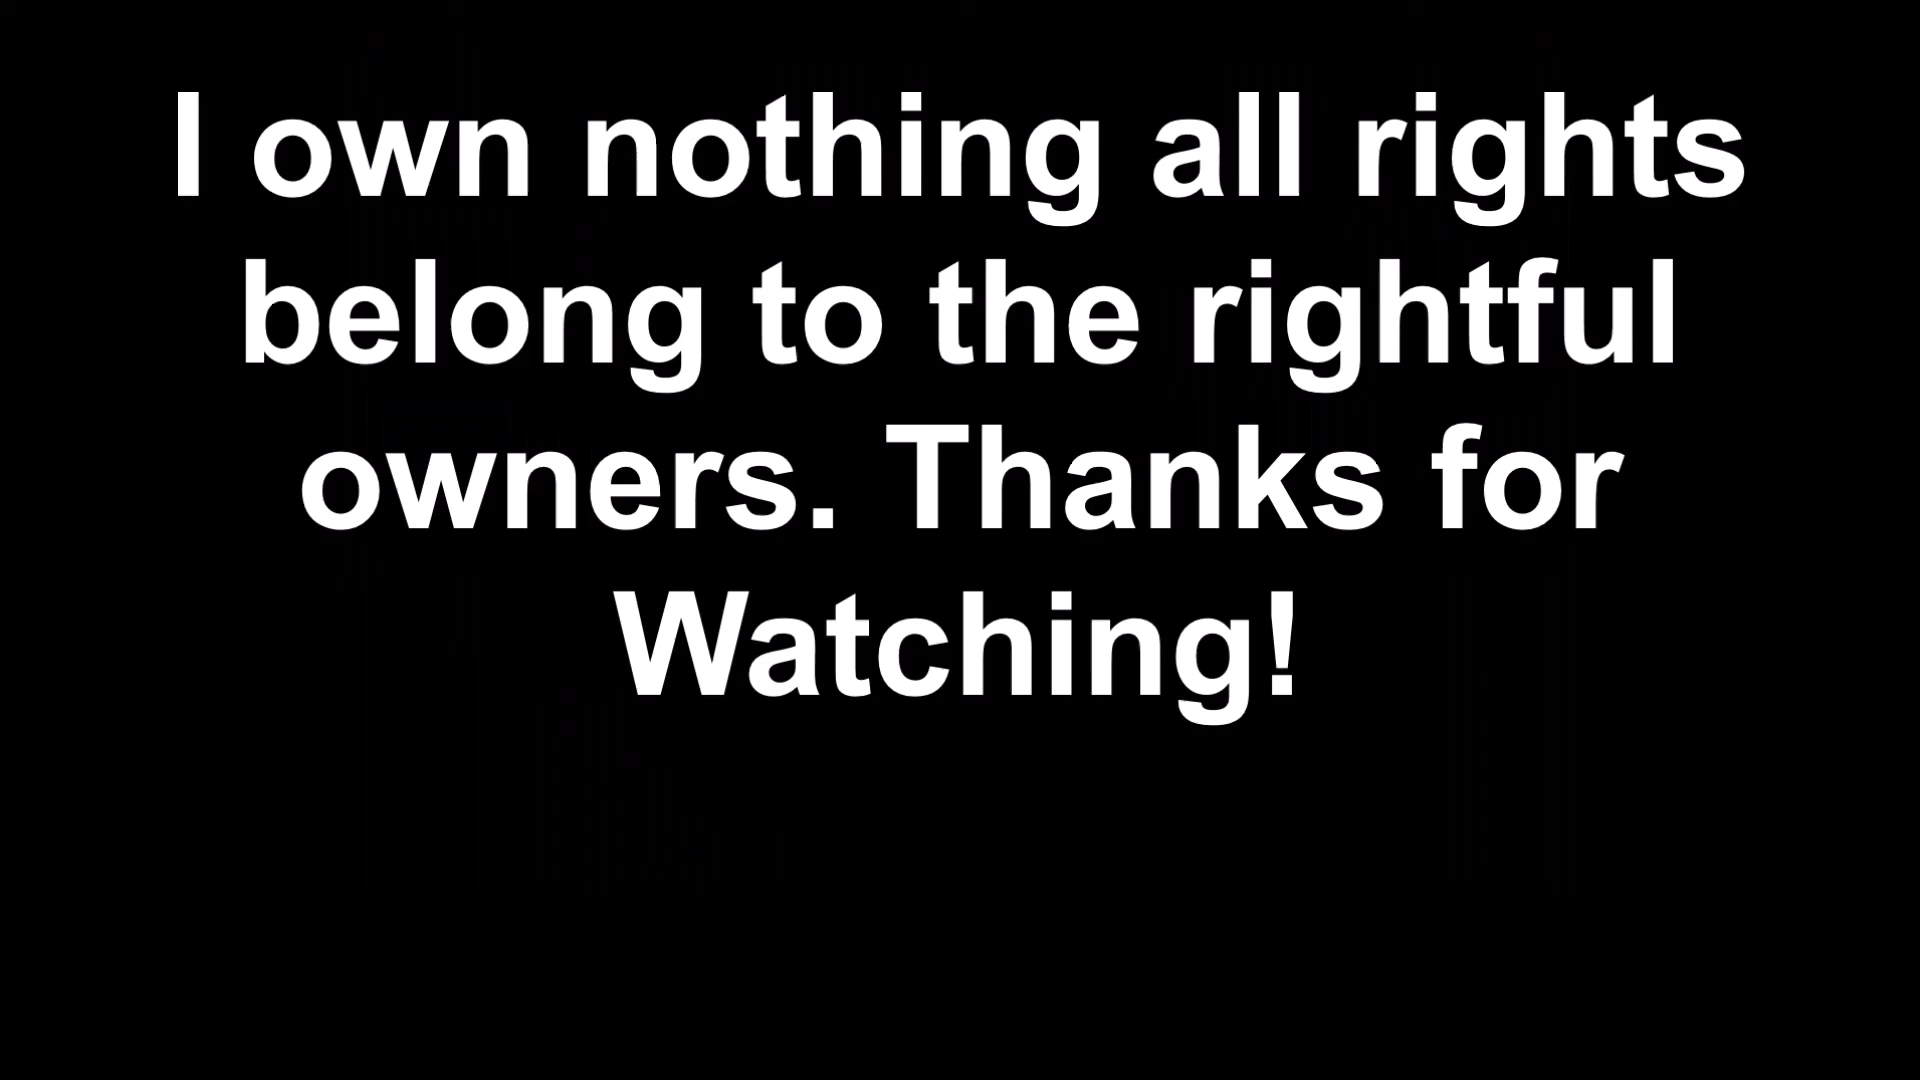 I own nothing all rights
belong to the rightful
owners. Thanks for
Watching!